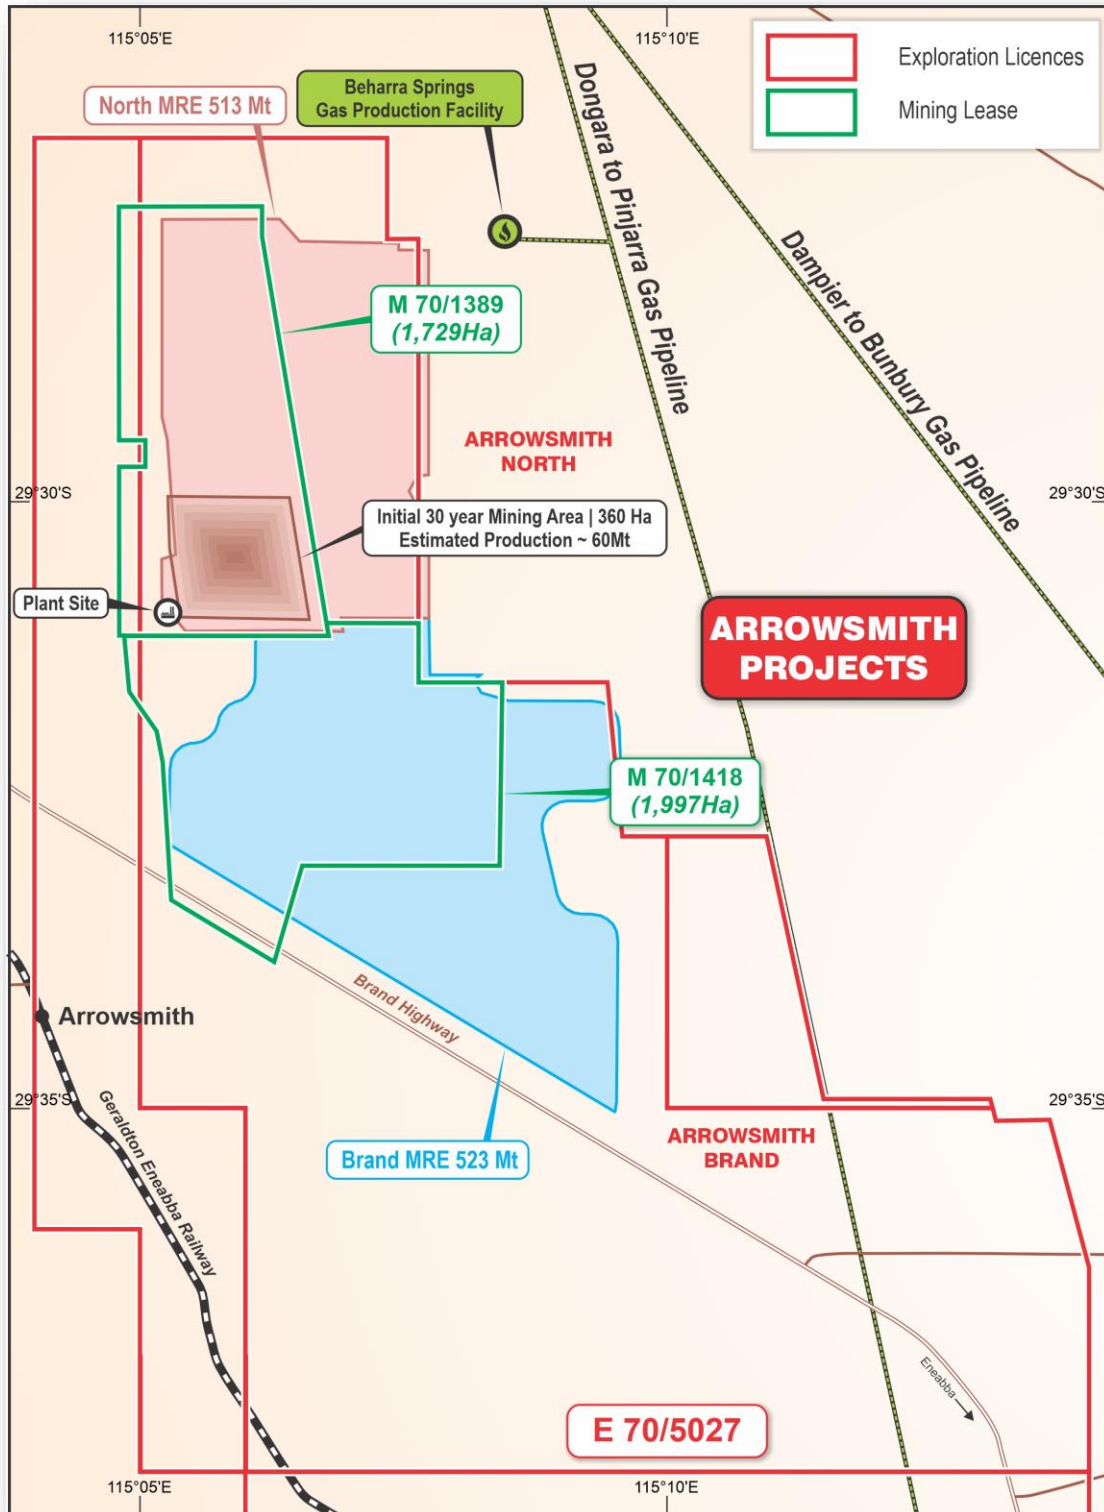 115°05'E
115°10'E
Exploration Licences
Mining Lease
North MRE 513 Mt
Beharra Springs
Gas Production Facility
Dongara to Pinjarra Gas Pipeline
Dampier to Bunbury Gas Pipeline
M 70/1389
(1,729Ha)
ARROWSMITH
NORTH
29°30'S
29°30'S
Initial 30 year Mining Area | 360 Ha
Estimated Production ~ 60Mt
Plant Site
ARROWSMITH
PROJECTS
M 70/1418
(1,997Ha)
Brand Highway
Arrowsmith
29°35'S
29°35'S
Geraldton Eneabba Railway
ARROWSMITH
BRAND
Brand MRE 523 Mt
Eneabba
E 70/5027
115°05'E
115°10'E